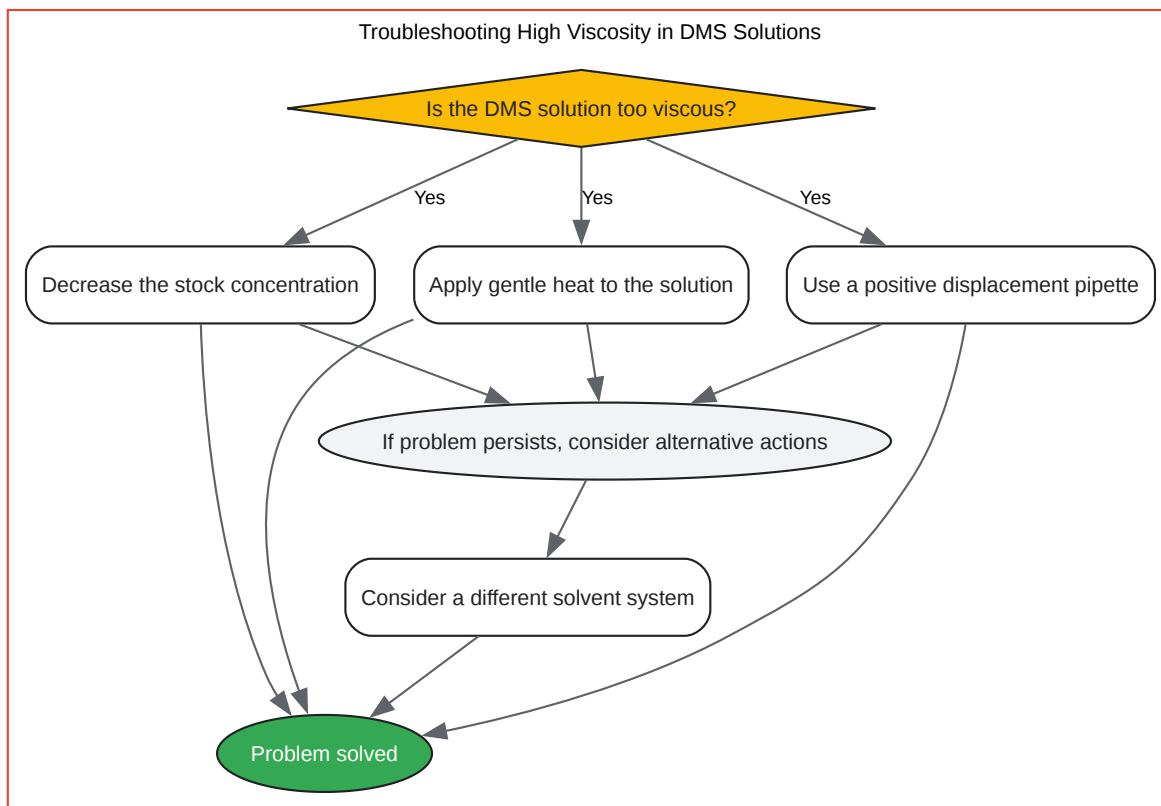 Troubleshooting High Viscosity in DMS Solutions
Is the DMS solution too viscous?
Yes
Yes
Yes
Decrease the stock concentration
Apply gentle heat to the solution
Use a positive displacement pipette
If problem persists, consider alternative actions
Consider a different solvent system
Problem solved